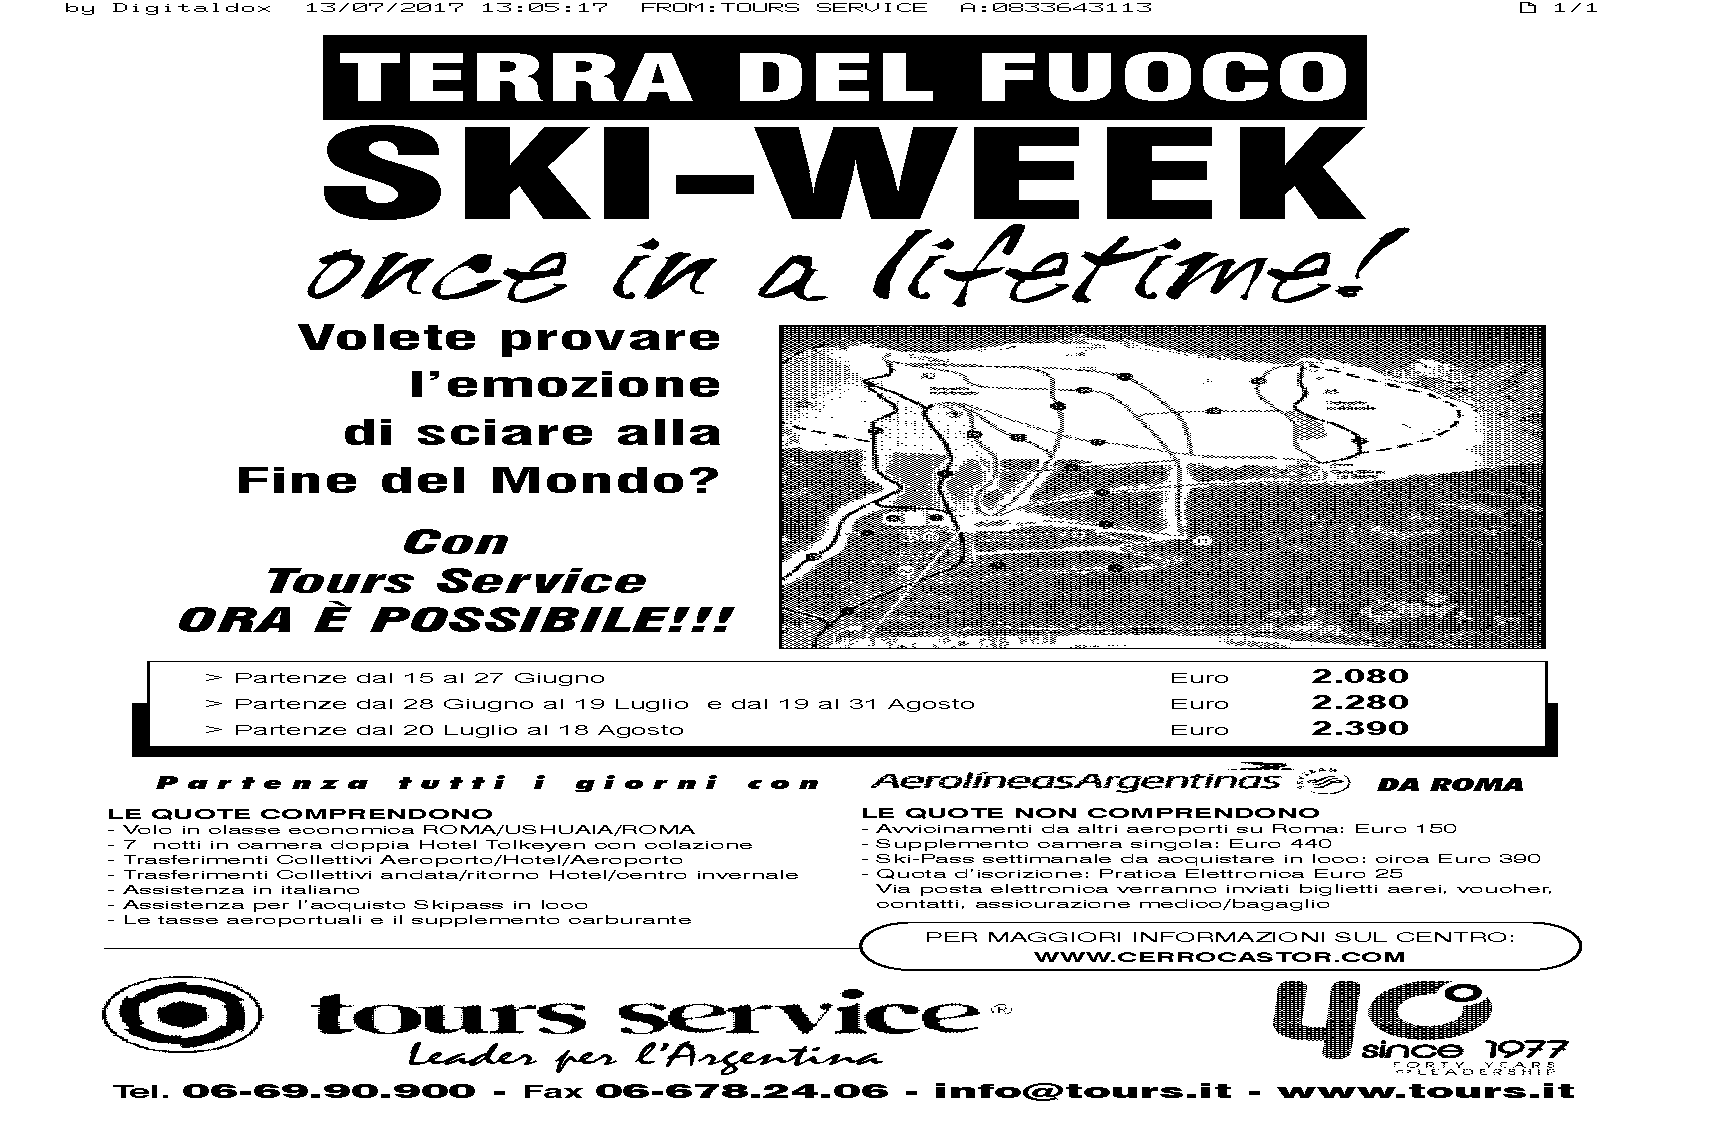 by Digitaldox 13/07/2017 13:05:17 FROM:TOURS SERVICE A:0833643113 1/1
TERRA DEL FUOCO
SKI-WEEK
once in a lifetime!
Volete provare
l'emozione
di sciare alla
Fine del Mondo?
Con
Tours Service
ORA È POSSIBILE!!!
> Partenze dal 15 al 27 Giugno Euro 2.080
> Partenze dal 28 Giugno al 19 Luglio e dal 19 al 31 Agosto Euro 2.280
> Partenze dal 20 Luglio al 18 Agosto Euro 2.390
Partenza tutti i giorni con AerolíneasArgentinas DA ROMA
LE QUOTE COMPRENDONO
- Volo in classe economica ROMA/USHUAIA/ROMA
- 7 notti in camera doppia Hotel Tolkeyen con colazione
- Trasferimenti Collettivi Aeroporto/Hotel/Aeroporto
- Trasferimenti Collettivi andata/ritorno Hotel/centro invernale
- Assistenza in italiano
- Assistenza per l'acquisto Skipass in loco
- Le tasse aeroportuali e il supplemento carburante
LE QUOTE NON COMPRENDONO
- Avvicinamenti da altri aeroporti su Roma: Euro 150
- Supplemento camera singola: Euro 440
- Ski-Pass settimanale da acquistare in loco: circa Euro 390
- Quota d'iscrizione: Pratica Elettronica Euro 25
Via posta elettronica verranno inviati biglietti aerei, voucher,
contatti, assicurazione medico/bagaglio
PER MAGGIORI INFORMAZIONI SUL CENTRO:
WWW.CERROCASTOR.COM
tours service ®
Leader per l'Argentina
40
since 1977
FORTY YEARS
OF LEADERSHIP
Tel. 06-69.90.900 - Fax 06-678.24.06 - info@tours.it - www.tours.it